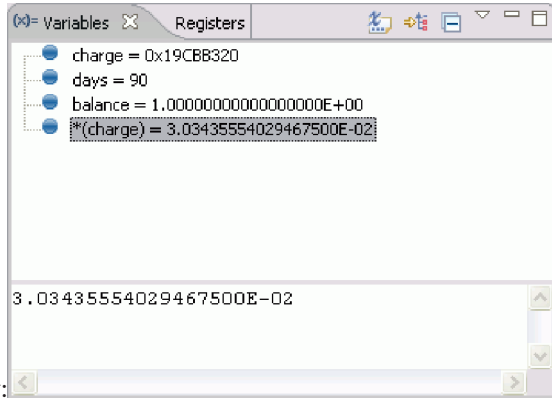 (x)= Variables Registers
charge = 0x19CBB320
days = 90
balance = 1.00000000000000000E+00
*(charge) = 3.03435554029467500E-02
3.03435554029467500E-02
: